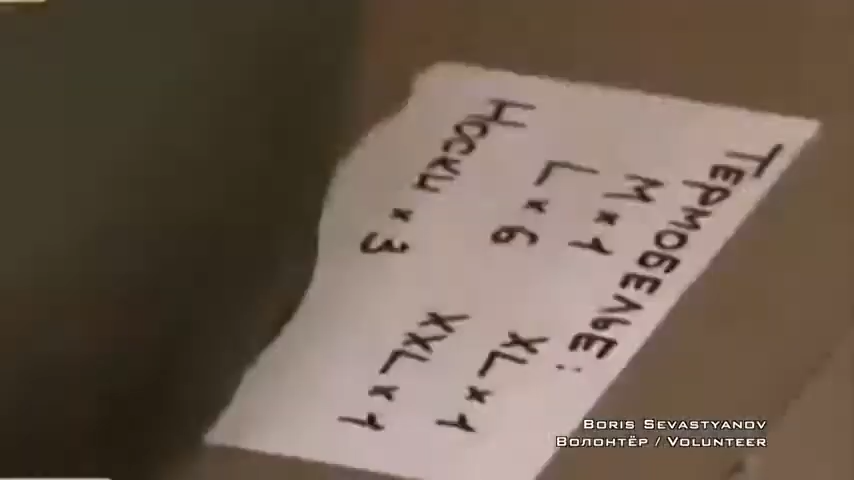 ТЕРМОБЕЛЬЕ:
M x 1 XL x 1
L x 6 XXL x 1
НОСКИ x 3
BORIS SEVASTYANOV
ВОЛОНТЁР / VOLUNTEER